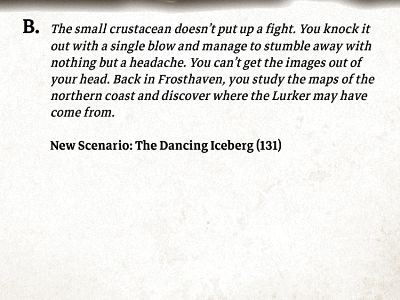 B. The small crustacean doesn't put up a fight. You knock it
out with a single blow and manage to stumble away with
nothing but a headache. You can't get the images out of
your head. Back in Frosthaven, you study the maps of the
northern coast and discover where the Lurker may have
come from.
New Scenario: The Dancing Iceberg (131)